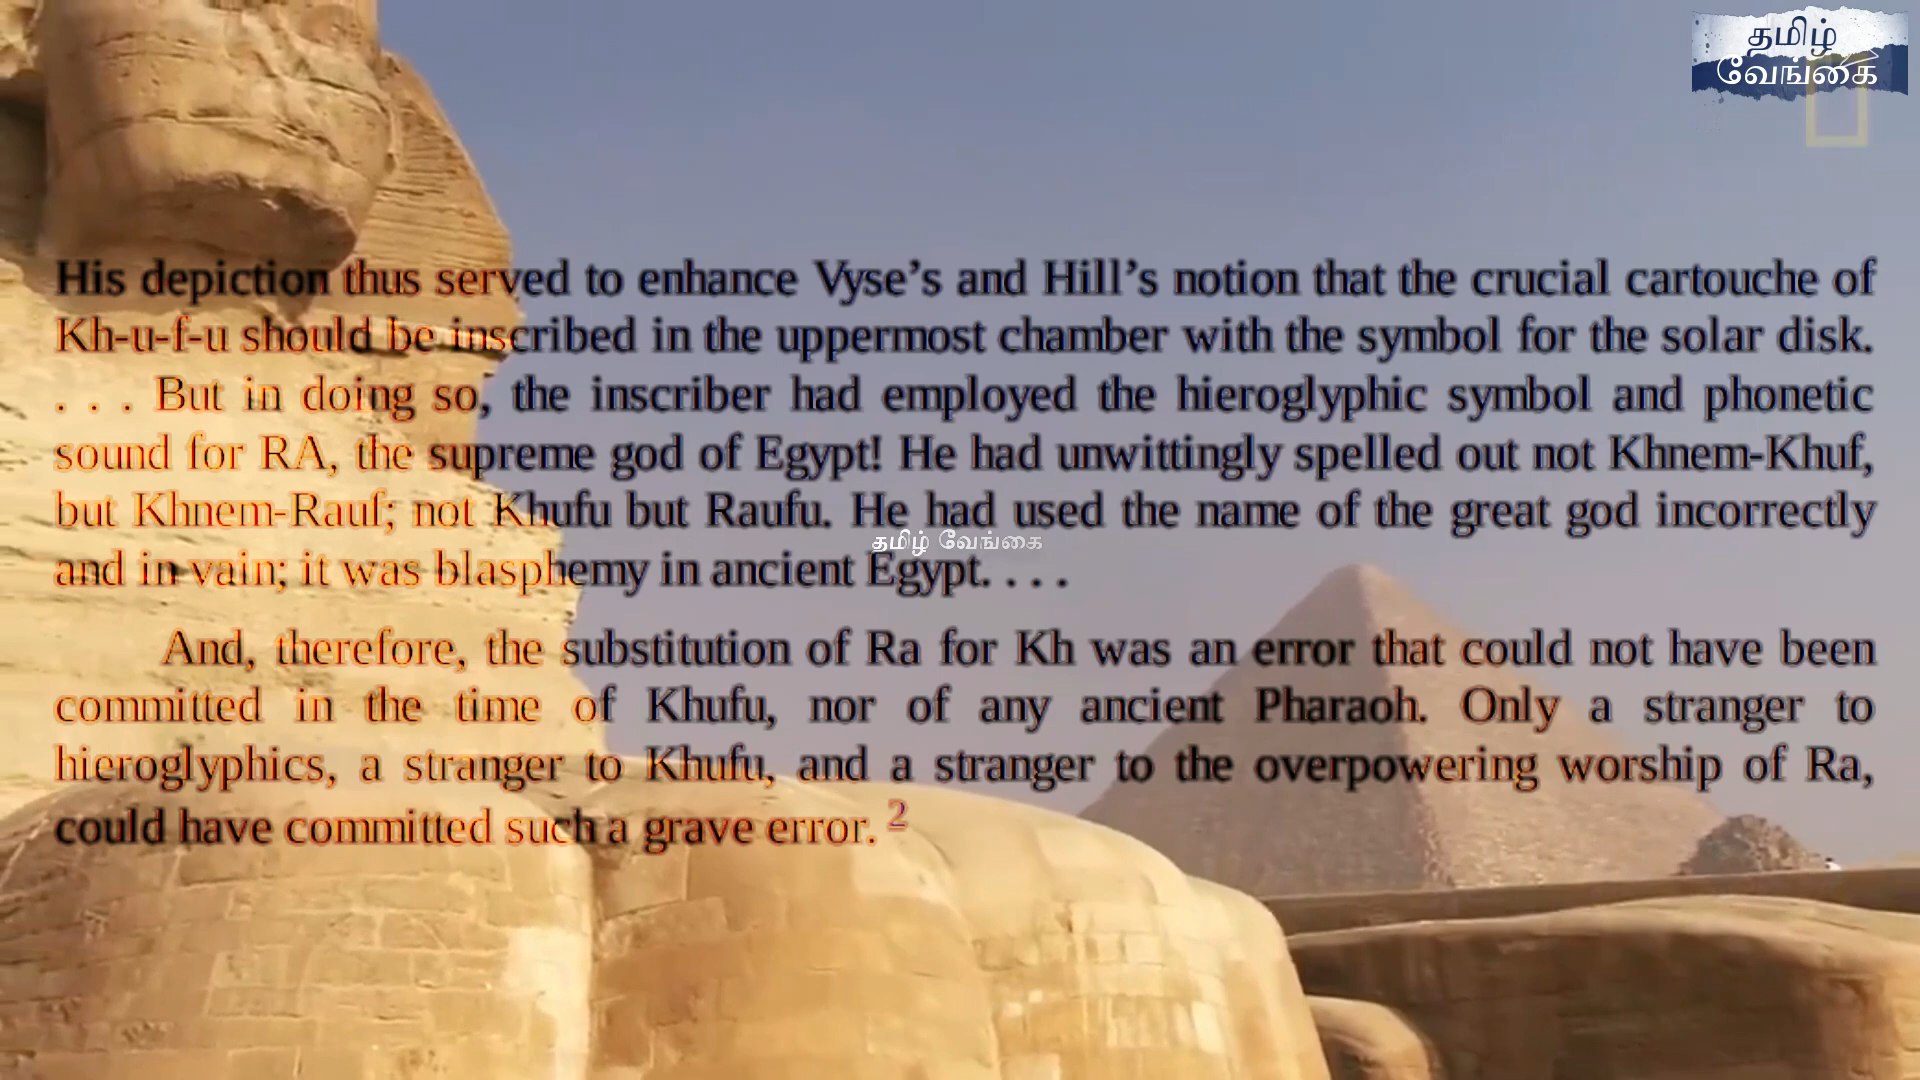 தமிழ்
வேங்கை
His depiction thus served to enhance Vyse’s and Hill’s notion that the crucial cartouche of
Kh-u-f-u should be inscribed in the uppermost chamber with the symbol for the solar disk.
. . . But in doing so, the inscriber had employed the hieroglyphic symbol and phonetic
sound for RA, the supreme god of Egypt! He had unwittingly spelled out not Khnem-Khuf,
but Khnem-Rauf; not Khufu but Raufu. He had used the name of the great god incorrectly
தமிழ் வேங்கை
and in vain; it was blasphemy in ancient Egypt. . . .
And, therefore, the substitution of Ra for Kh was an error that could not have been
committed in the time of Khufu, nor of any ancient Pharaoh. Only a stranger to
hieroglyphics, a stranger to Khufu, and a stranger to the overpowering worship of Ra,
could have committed such a grave error. 2